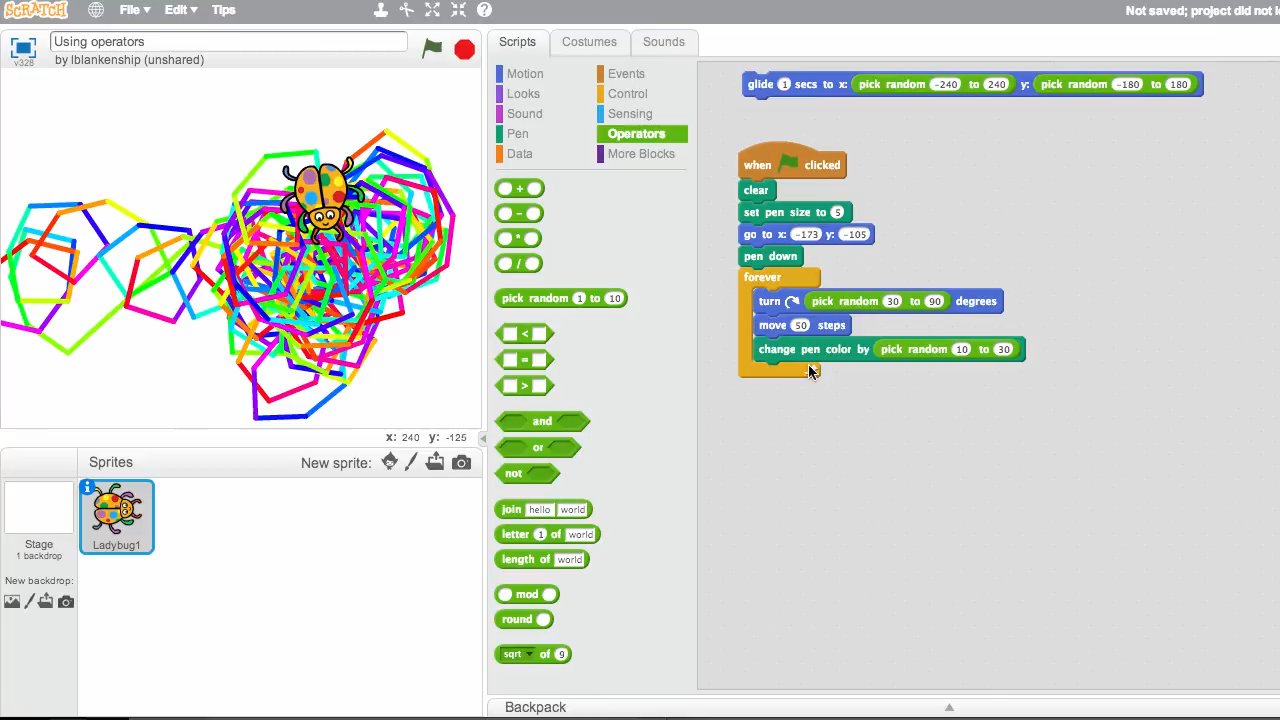 SCRATCH File Edit Tips
Not saved; project did not
v328
Using operators
by lblankenship (unshared)
x: 240 y: -125
Sprites New sprite:
Stage
1 backdrop
New backdrop:
Ladybug1
Scripts Costumes Sounds
Motion Events
Looks Control
Sound Sensing
Pen Operators
Data More Blocks
+
-
*
/
pick random 1 to 10
<
=
>
and
or
not
join hello world
letter 1 of world
length of world
mod
round
sqrt of 9
glide 1 secs to x: pick random -240 to 240 y: pick random -180 to 180
when clicked
clear
set pen size to 5
go to x: -173 y: -105
pen down
forever
turn pick random 30 to 90 degrees
move 50 steps
change pen color by pick random 10 to 30
Backpack